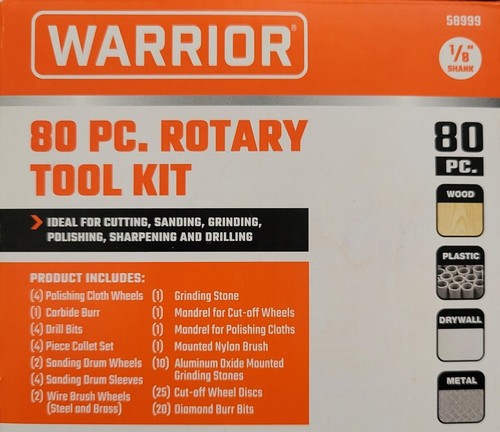 WARRIOR®
58999
1/8"
SHANK
80 PC. ROTARY
TOOL KIT
80
PC.
IDEAL FOR CUTTING, SANDING, GRINDING,
POLISHING, SHARPENING AND DRILLING
WOOD
PLASTIC
DRYWALL
METAL
PRODUCT INCLUDES:
(4) Polishing Cloth Wheels
(1) Carbide Burr
(4) Drill Bits
(4) Piece Collet Set
(2) Sanding Drum Wheels
(4) Sanding Drum Sleeves
(2) Wire Brush Wheels
(Steel and Brass)
(1) Grinding Stone
(1) Mandrel for Cut-off Wheels
(1) Mandrel for Polishing Cloths
(1) Mounted Nylon Brush
(10) Aluminum Oxide Mounted
Grinding Stones
(25) Cut-off Wheel Discs
(20) Diamond Burr Bits